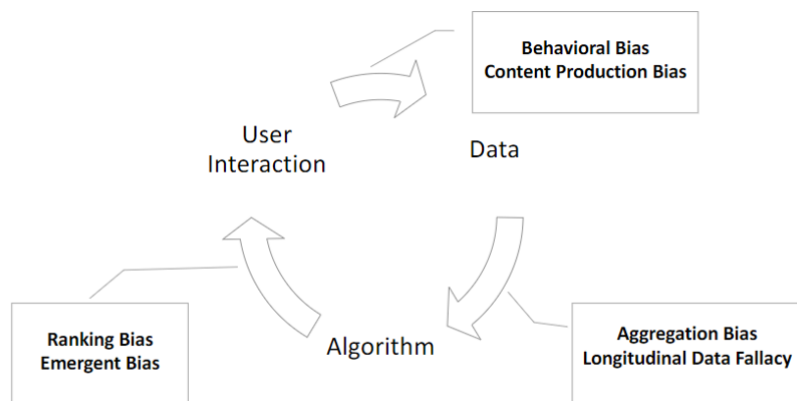 Behavioral Bias
Content Production Bias
User
Interaction
Data
Ranking Bias
Emergent Bias
Algorithm
Aggregation Bias
Longitudinal Data Fallacy